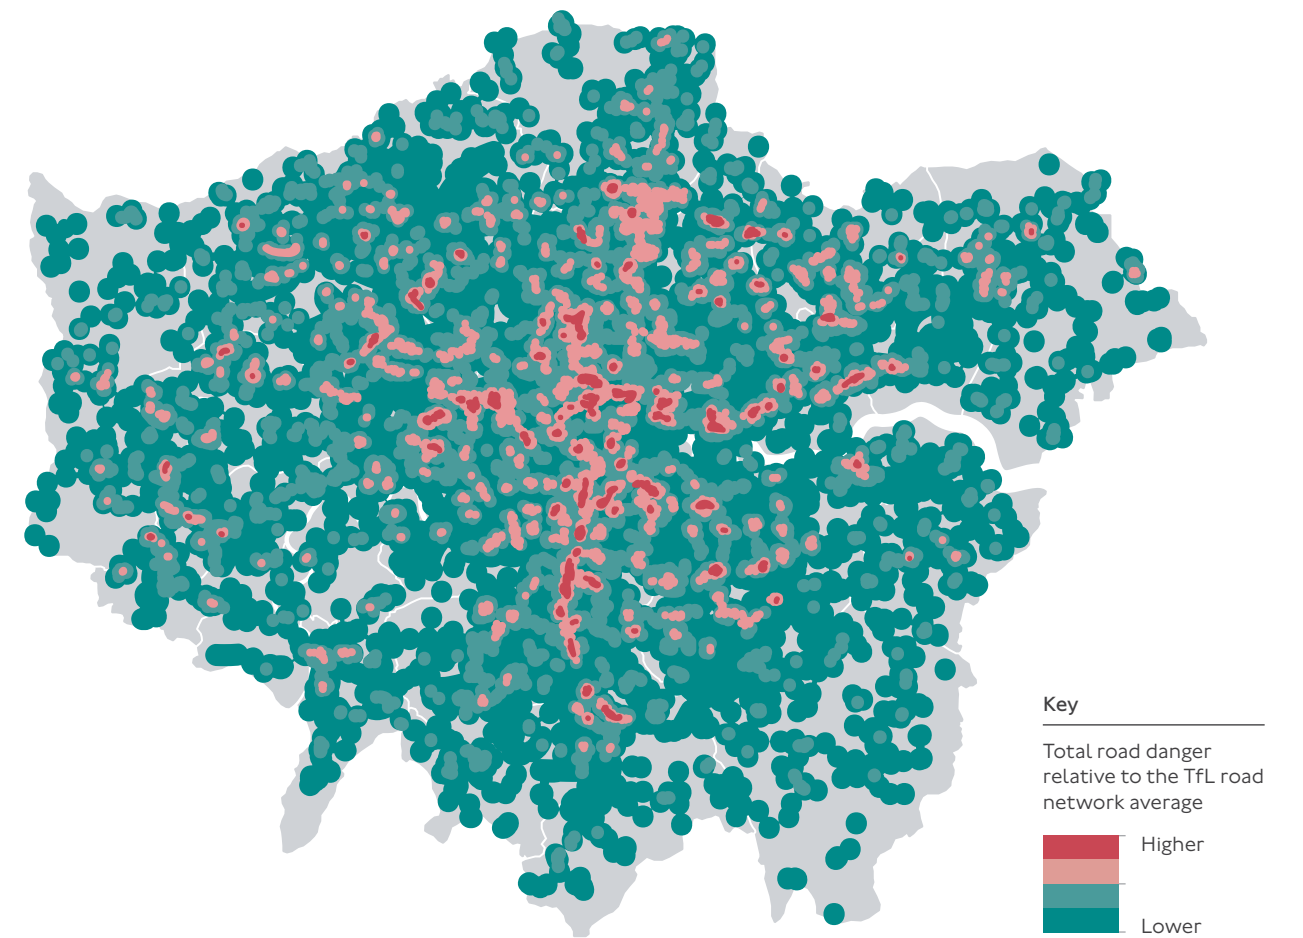 Key
Total road danger
relative to the TfL road
network average
Higher
Lower